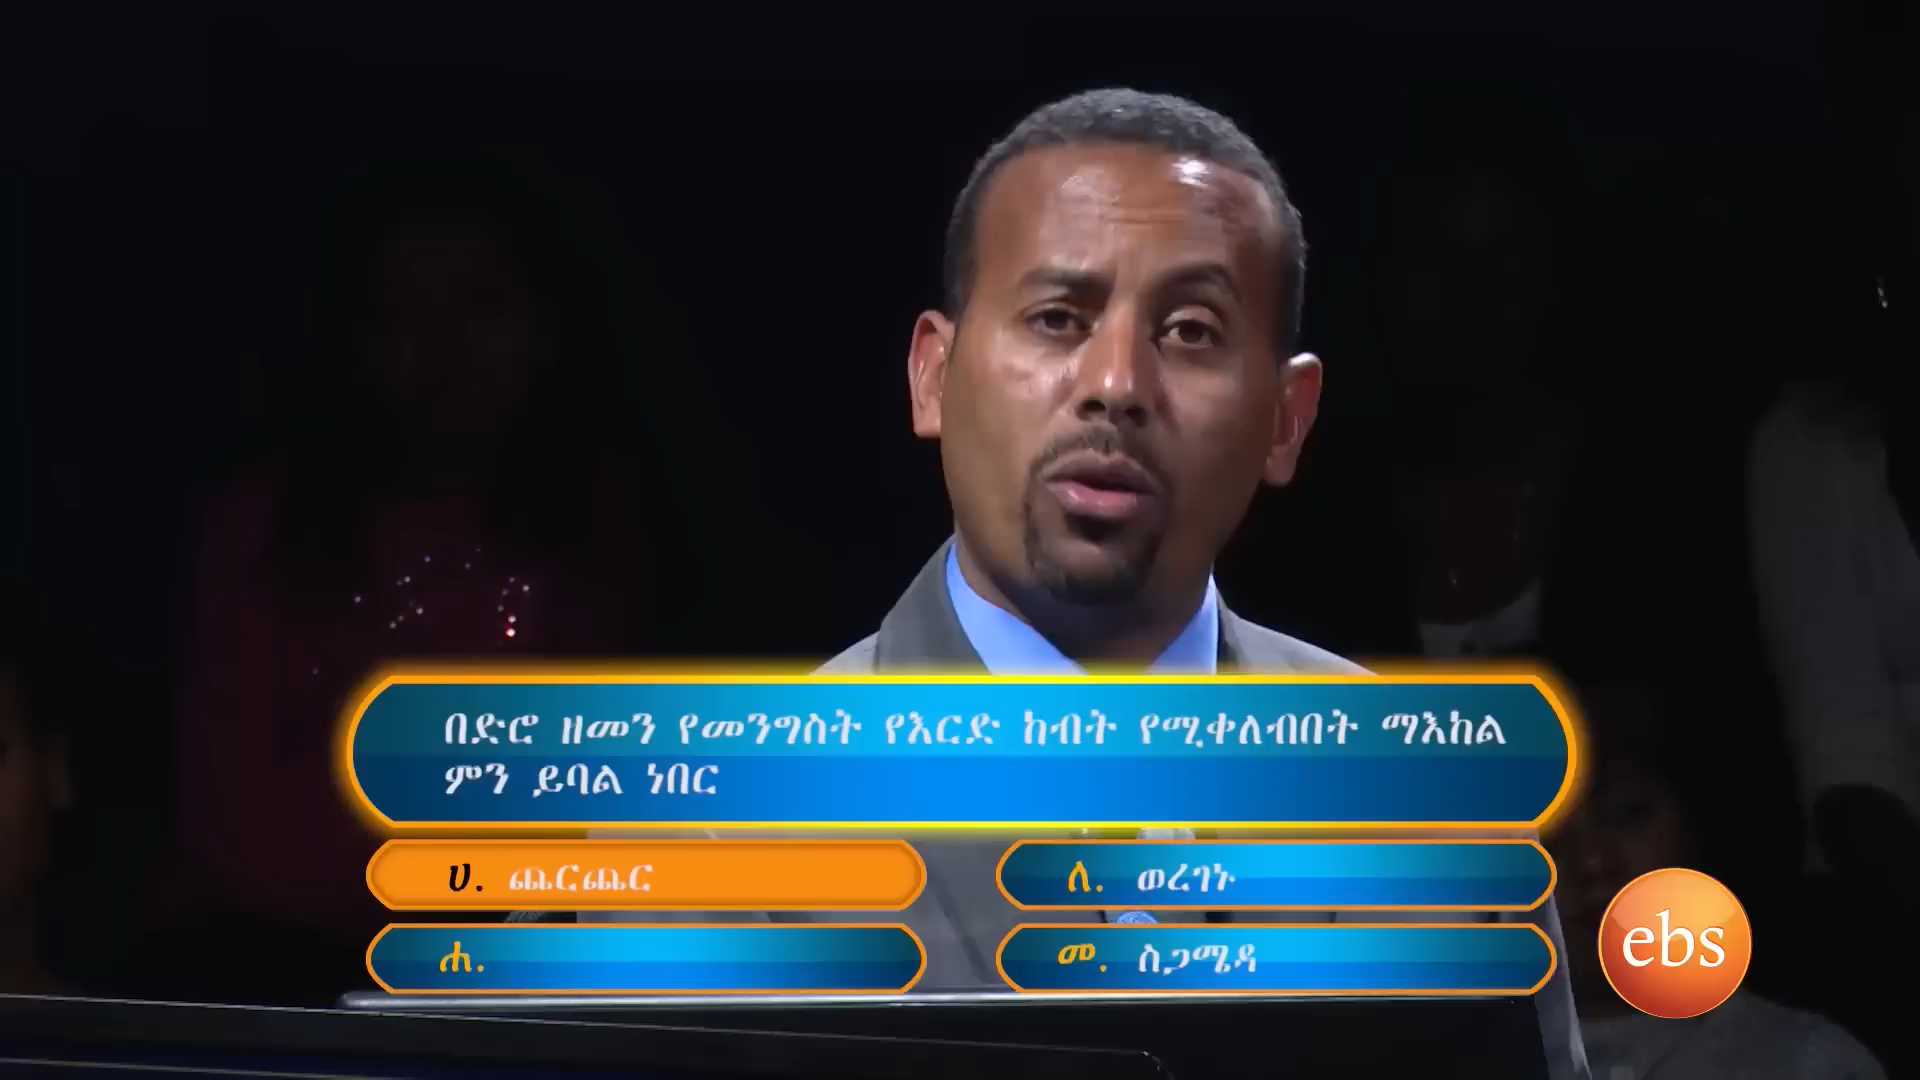 በድሮ ዘመን የመንግስት የእርድ ከብት የሚቀለብበት ማእከል
ምን ይባል ነበር
ሀ. ጨርጨር
ለ. ወረገኑ
ሐ.
መ. ስጋሜዳ
ebs